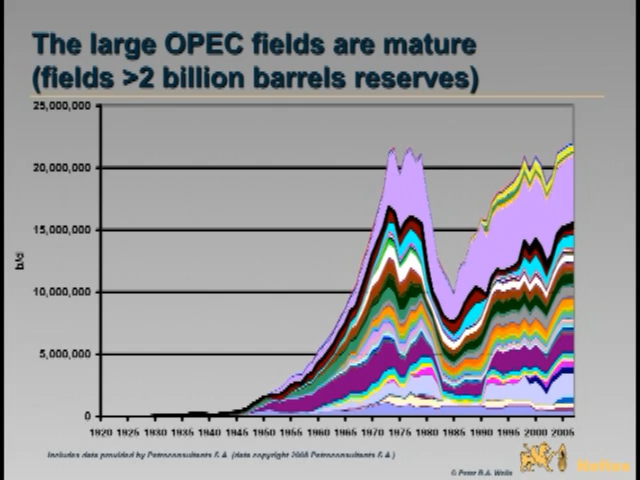 The large OPEC fields are mature
(fields >2 billion barrels reserves)
25,000,000
20,000,000
15,000,000
10,000,000
5,000,000
0
b/d
1920 1925 1930 1935 1940 1945 1950 1955 1960 1965 1970 1975 1980 1985 1990 1995 2000 2005
Includes data provided by Petroconsultants S.A. (data copyright 2008 Petroconsultants S.A.)
© Peter R.A. Wells